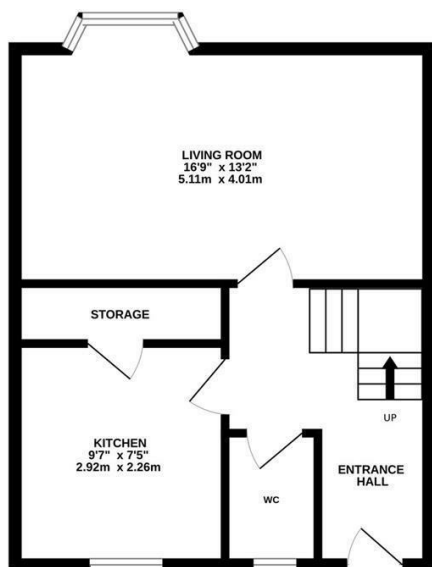 LIVING ROOM
16'9" x 13'2"
5.11m x 4.01m
STORAGE
KITCHEN
9'7" x 7'5"
2.92m x 2.26m
UP
ENTRANCE
HALL
WC